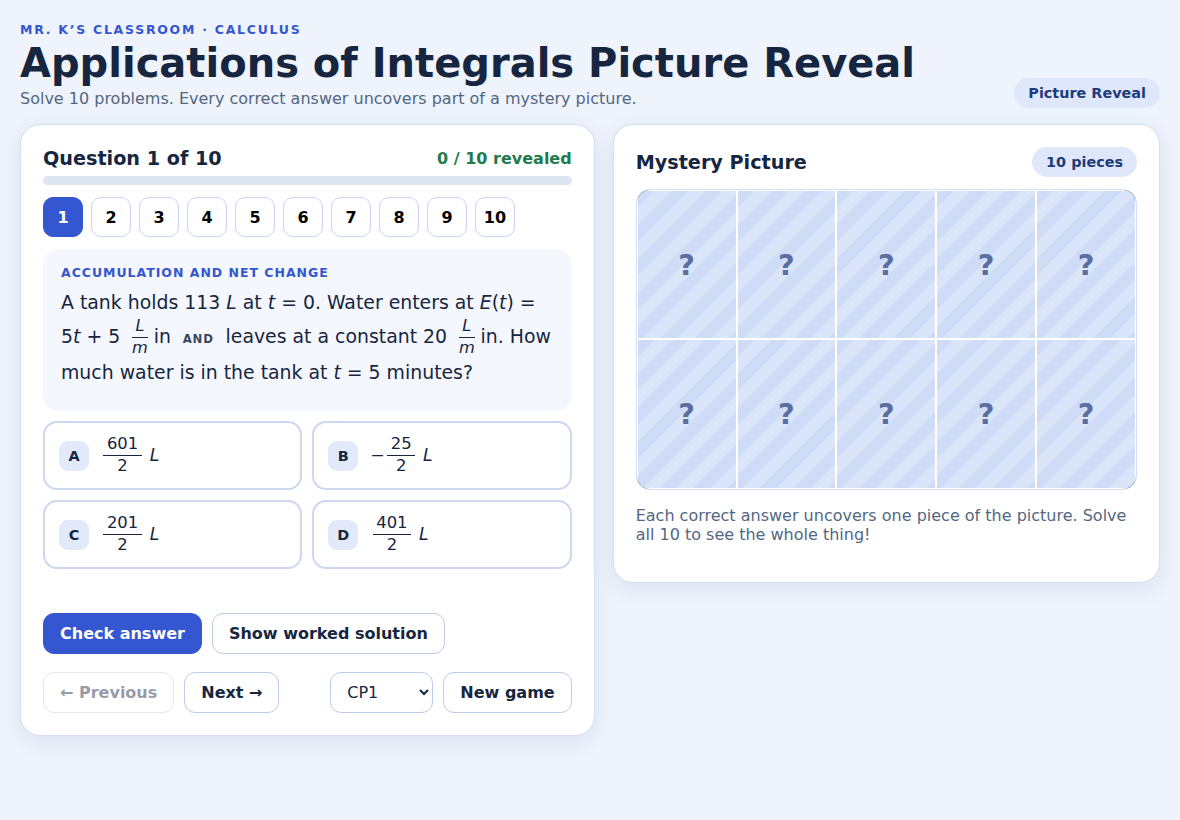 MR. K'S CLASSROOM · CALCULUS
Applications of Integrals Picture Reveal
Solve 10 problems. Every correct answer uncovers part of a mystery picture.
Picture Reveal
Question 1 of 10
0 / 10 revealed
1 2 3 4 5 6 7 8 9 10
ACCUMULATION AND NET CHANGE
A tank holds 113 L at t = 0. Water enters at E(t) =
5t + 5 L/m in AND leaves at a constant 20 L/m in. How
much water is in the tank at t = 5 minutes?
A 601/2 L
B −25/2 L
C 201/2 L
D 401/2 L
Check answer
Show worked solution
← Previous
Next →
CP1
New game
Mystery Picture
10 pieces
? ? ? ? ?
? ? ? ? ?
Each correct answer uncovers one piece of the picture. Solve
all 10 to see the whole thing!